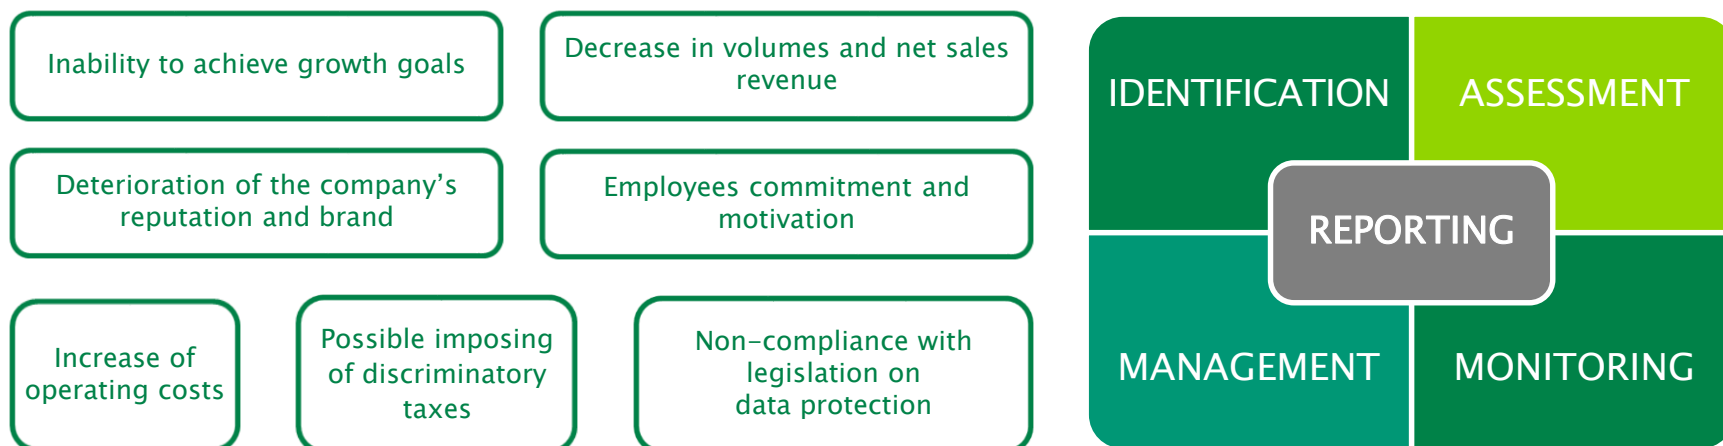 Inability to achieve growth goals
Decrease in volumes and net sales
revenue
Deterioration of the company’s
reputation and brand
Employees commitment and
motivation
Increase of
operating costs
Possible imposing
of discriminatory
taxes
Non-compliance with
legislation on
data protection
IDENTIFICATION
ASSESSMENT
REPORTING
MANAGEMENT
MONITORING